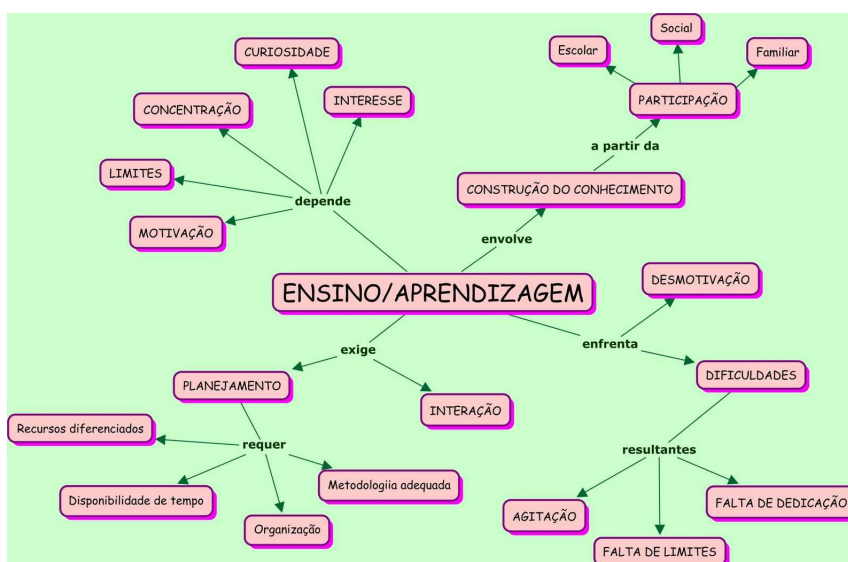 Social
Escolar
Familiar
CURIOSIDADE
INTERESSE
PARTICIPAÇÃO
CONCENTRAÇÃO
a partir da
LIMITES
CONSTRUÇÃO DO CONHECIMENTO
depende
MOTIVAÇÃO
envolve
ENSINO/APRENDIZAGEM
DESMOTIVAÇÃO
exige
enfrenta
PLANEJAMENTO
DIFICULDADES
INTERAÇÃO
Recursos diferenciados
requer
resultantes
Metodologiia adequada
Disponibilidade de tempo
FALTA DE DEDICAÇÃO
AGITAÇÃO
Organização
FALTA DE LIMITES